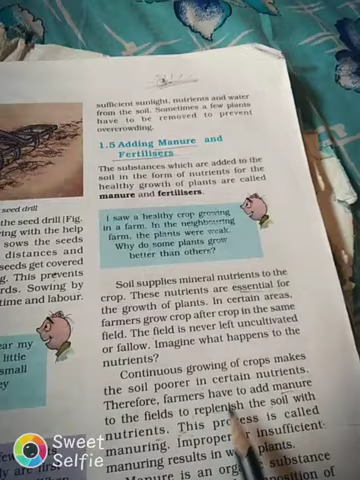 seed drill
the seed drill (Fig.
ving with the help
sows the seeds
distances and
seeds get covered
g. This prevents
rds. Sowing by
time and labour.
ear my
little
small
ey
few
ly are first
sufficient sunlight, nutrients and water
from the soil. Sometimes a few plants
have to be removed to prevent
overcrowding.
1.5 Adding Manure and
Fertilisers
The substances which are added to the
soil in the form of nutrients for the
healthy growth of plants are called
manure and fertilisers.
I saw a healthy crop growing
in a farm. In the neighbouring
farm, the plants were weak.
Why do some plants grow
better than others?
Soil supplies mineral nutrients to the
crop. These nutrients are essential for
the growth of plants. In certain areas,
farmers grow crop after crop in the same
field. The field is never left uncultivated
or fallow. Imagine what happens to the
nutrients?
Continuous growing of crops makes
the soil poorer in certain nutrients.
Therefore, farmers have to add manure
to the fields to replenish the soil with
nutrients. This process is called
manuring. Improper insufficient
manuring results in plants.
Manure is an substance
Sweet
Selfie